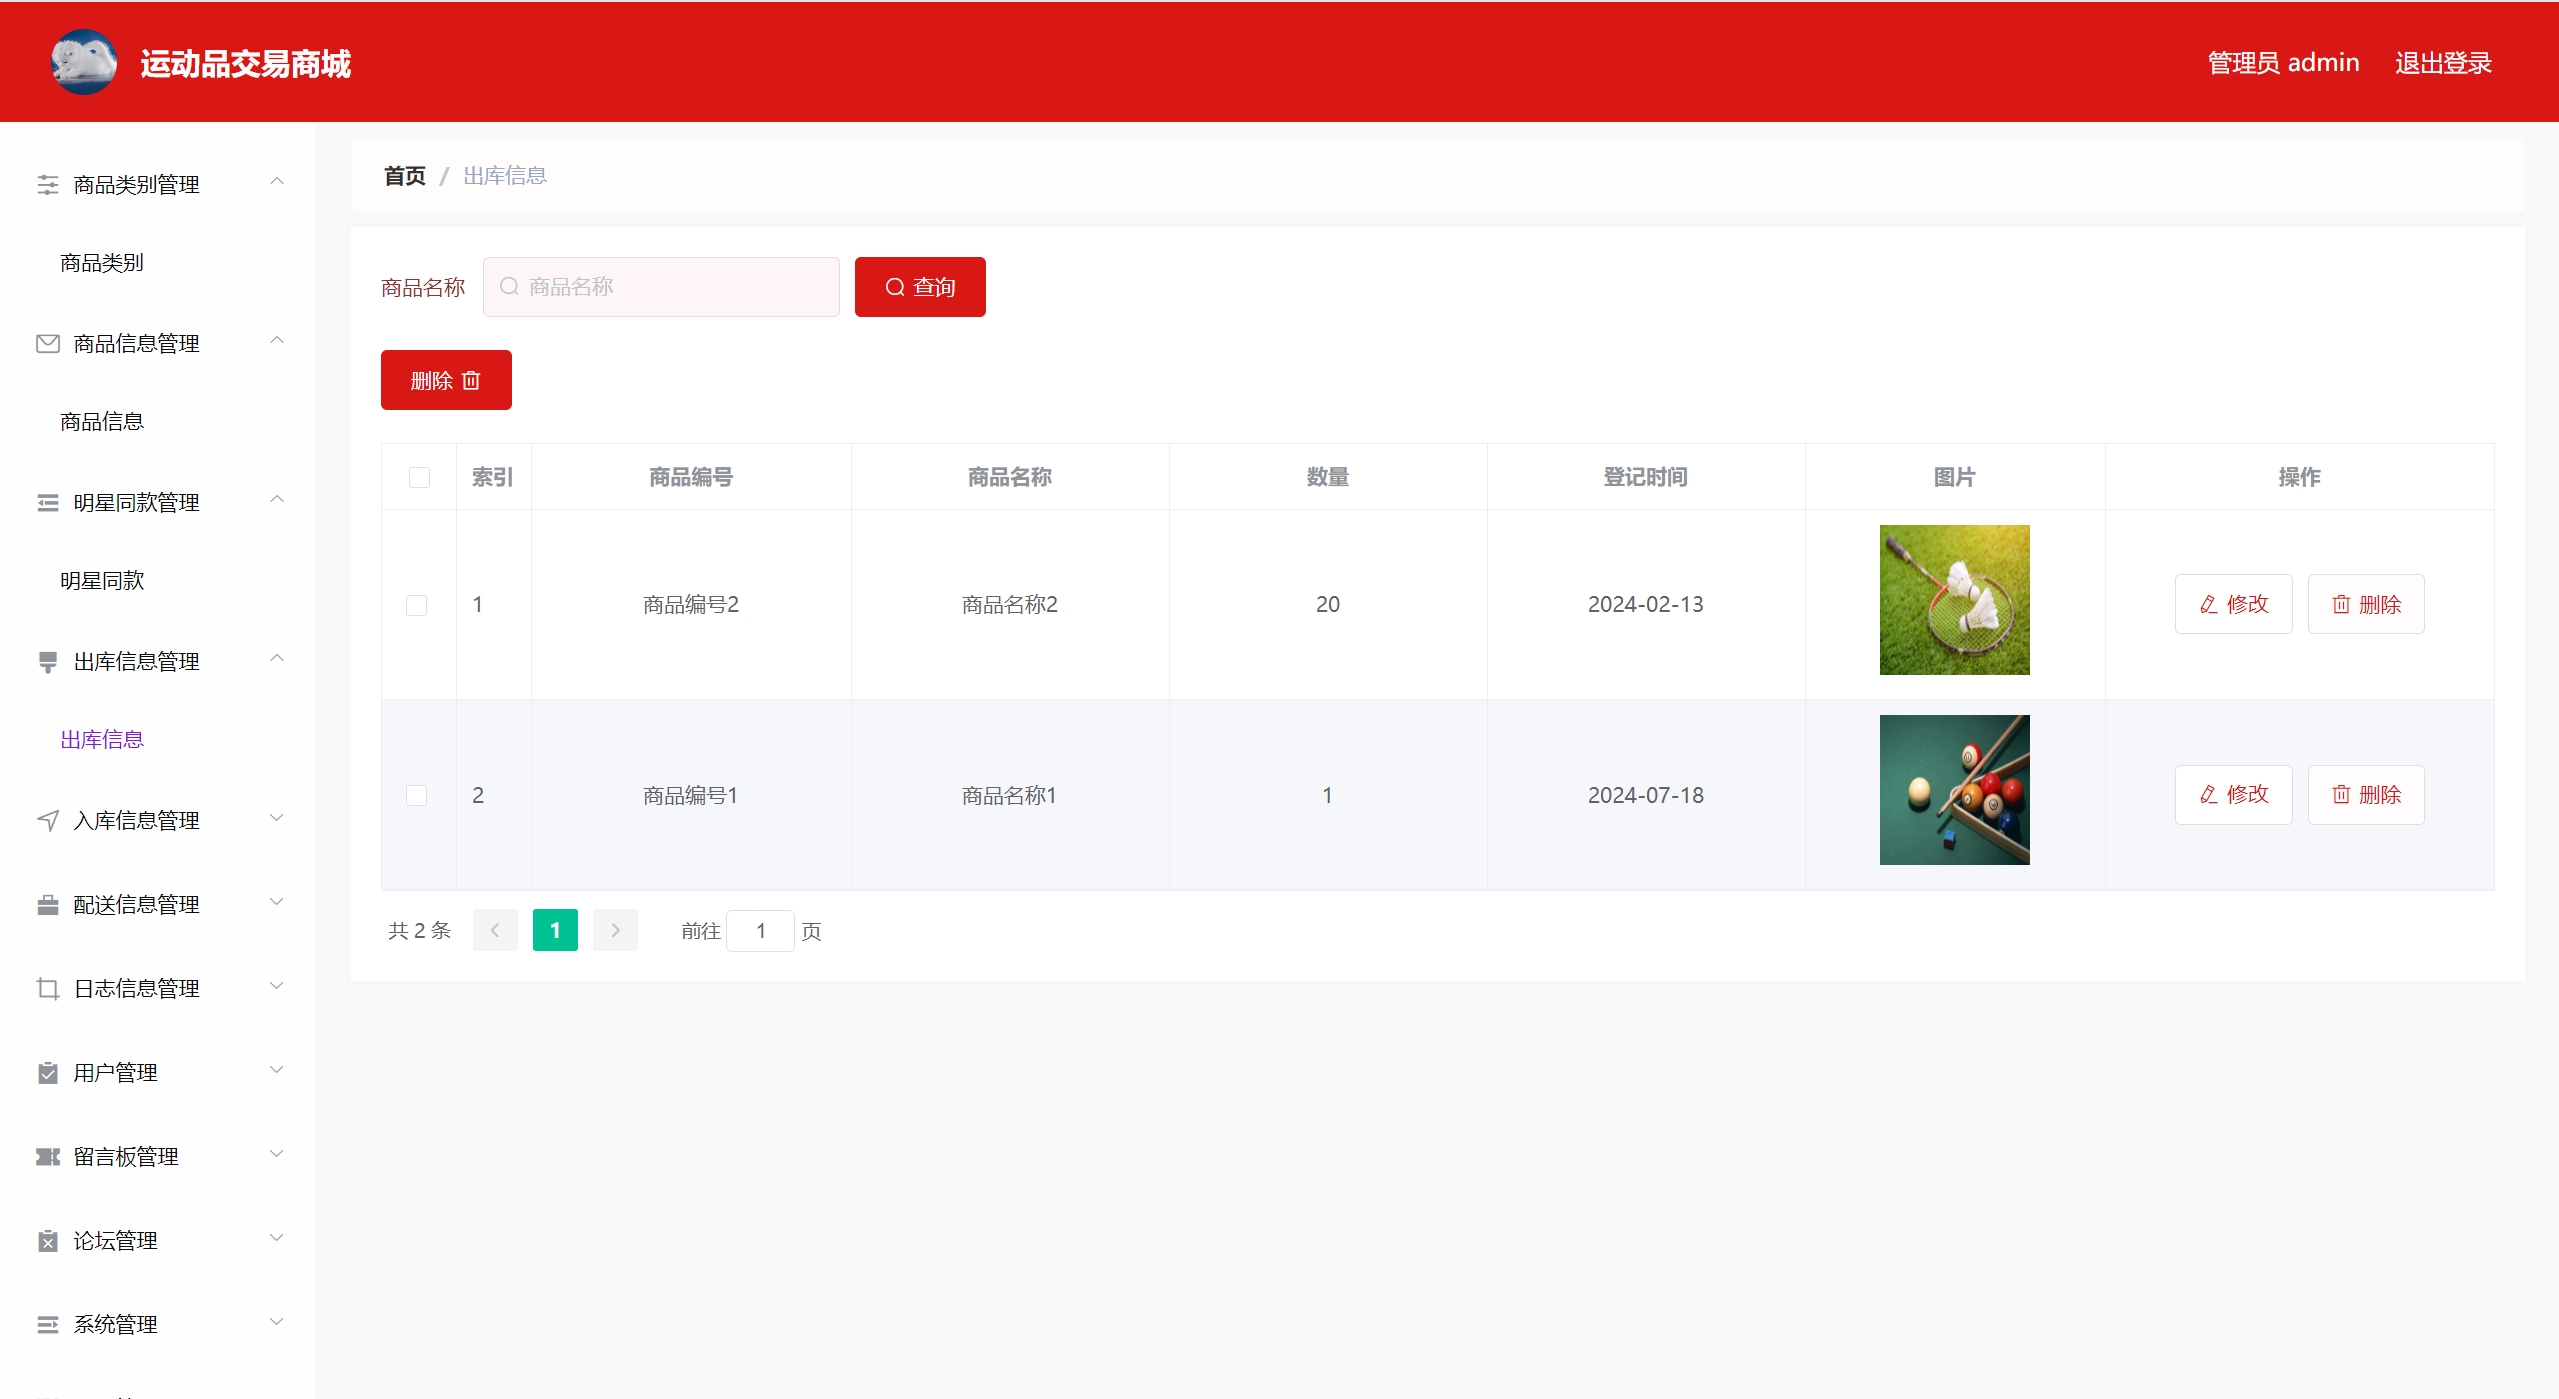 运动品交易商城
管理员 admin 退出登录
商品类别管理
商品类别
商品信息管理
商品信息
明星同款管理
明星同款
出库信息管理
出库信息
入库信息管理
配送信息管理
日志信息管理
用户管理
留言板管理
论坛管理
系统管理
首页 / 出库信息
商品名称 商品名称 查询
删除
索引 商品编号 商品名称 数量 登记时间 图片 操作
1 商品编号2 商品名称2 20 2024-02-13 修改 删除
2 商品编号1 商品名称1 1 2024-07-18 修改 删除
共 2 条 1 前往 1 页